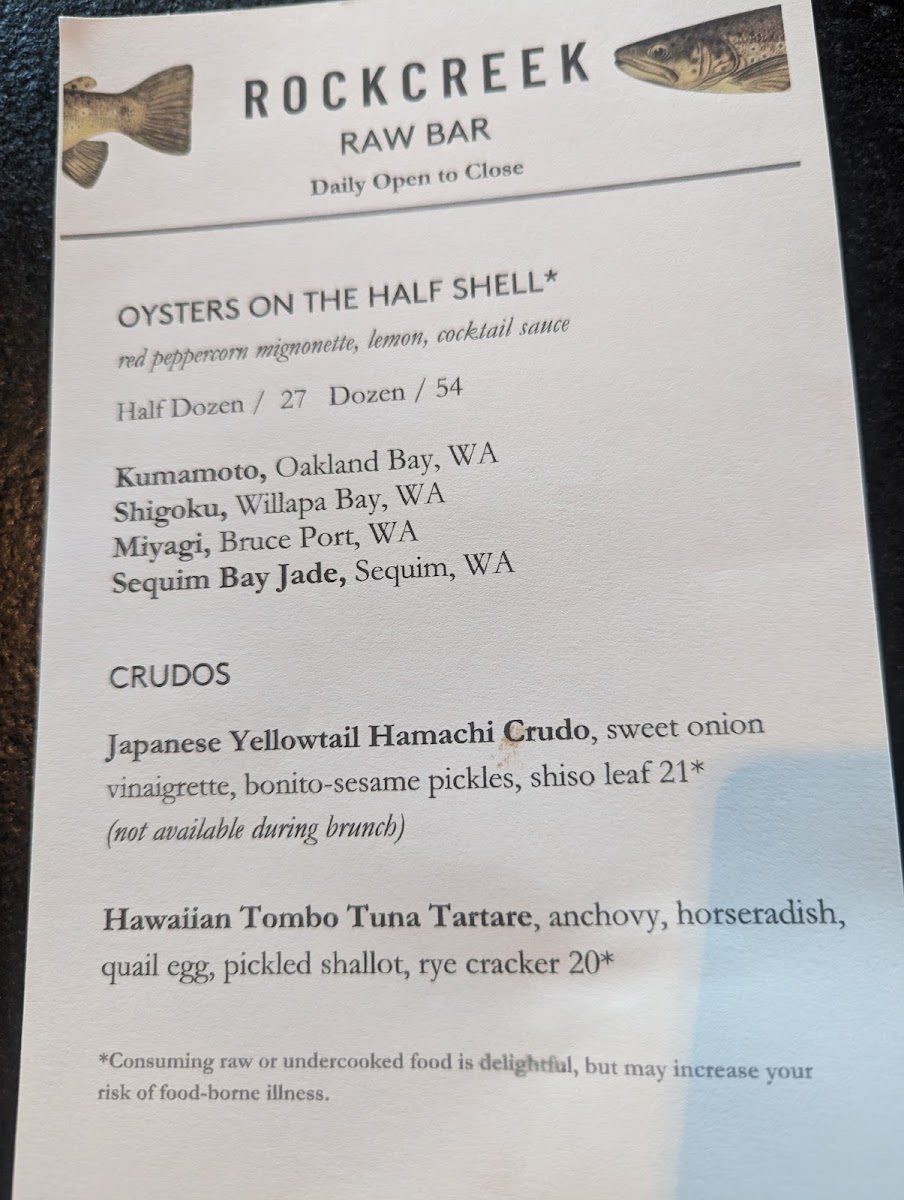 ROCKCREEK
RAW BAR
Daily Open to Close
OYSTERS ON THE HALF SHELL*
red peppercorn mignonette, lemon, cocktail sauce
Half Dozen / 27 Dozen / 54
Kumamoto, Oakland Bay, WA
Shigoku, Willapa Bay, WA
Miyagi, Bruce Port, WA
Sequim Bay Jade, Sequim, WA
CRUDOS
Japanese Yellowtail Hamachi Crudo, sweet onion
vinaigrette, bonito-sesame pickles, shiso leaf 21*
(not available during brunch)
Hawaiian Tombo Tuna Tartare, anchovy, horseradish,
quail egg, pickled shallot, rye cracker 20*
*Consuming raw or undercooked food is delightful, but may increase your
risk of food-borne illness.